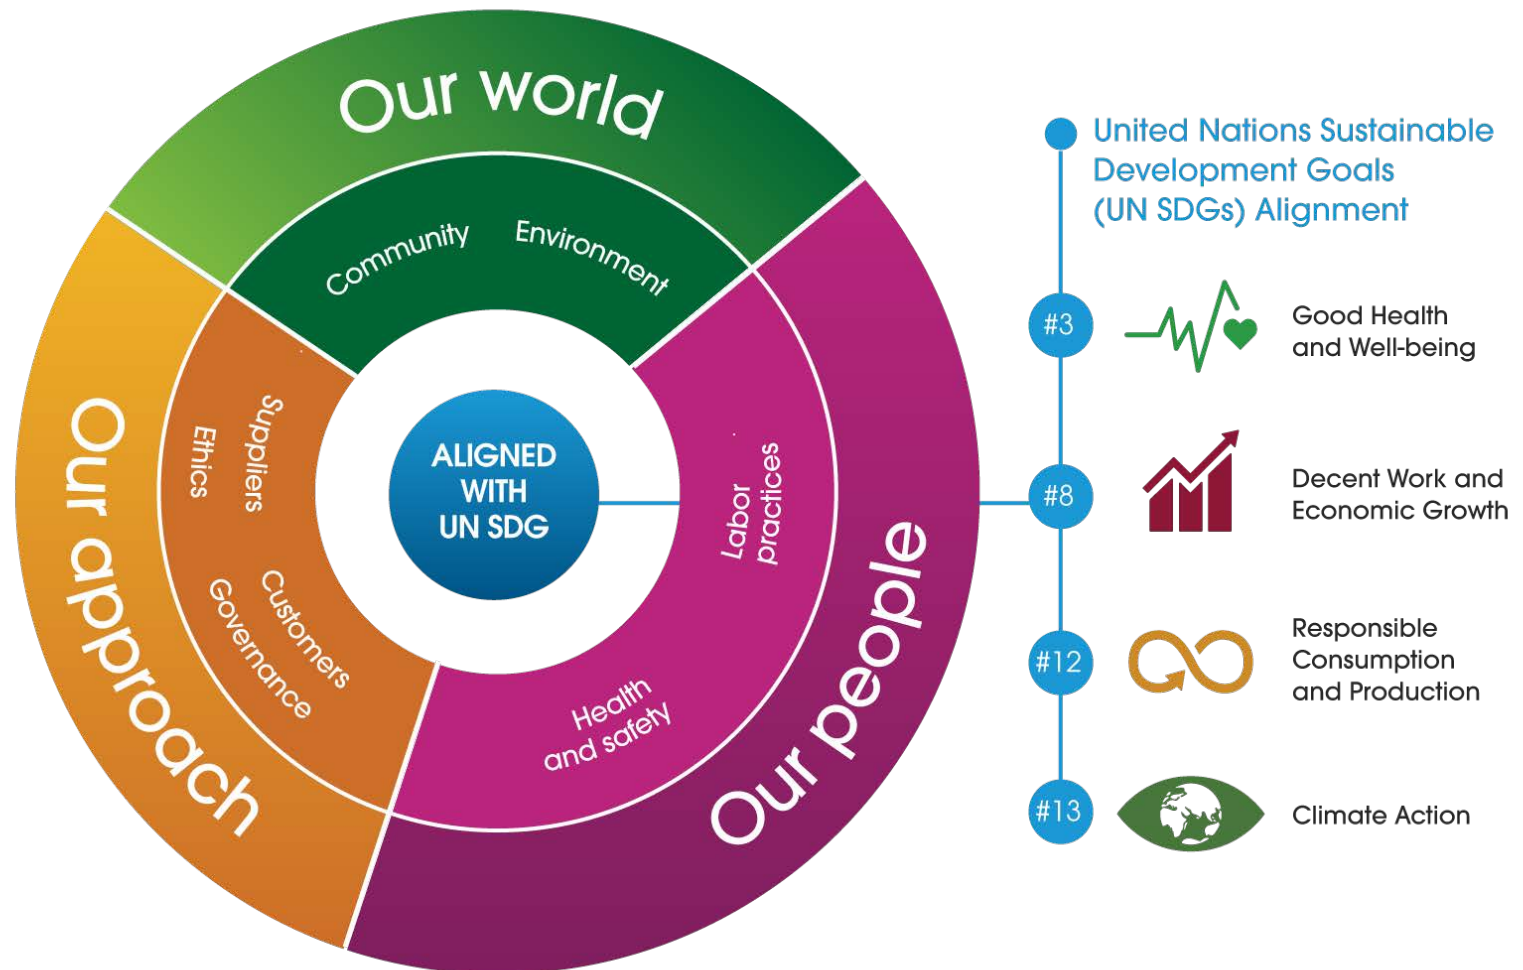 Our world
Community
Environment
Our approach
Suppliers
Ethics
Customers
Governance
ALIGNED
WITH
UN SDG
Labor
practices
Health
and safety
Our people
United Nations Sustainable
Development Goals
(UN SDGs) Alignment
#3
Good Health
and Well-being
#8
Decent Work and
Economic Growth
#12
Responsible
Consumption
and Production
#13
Climate Action